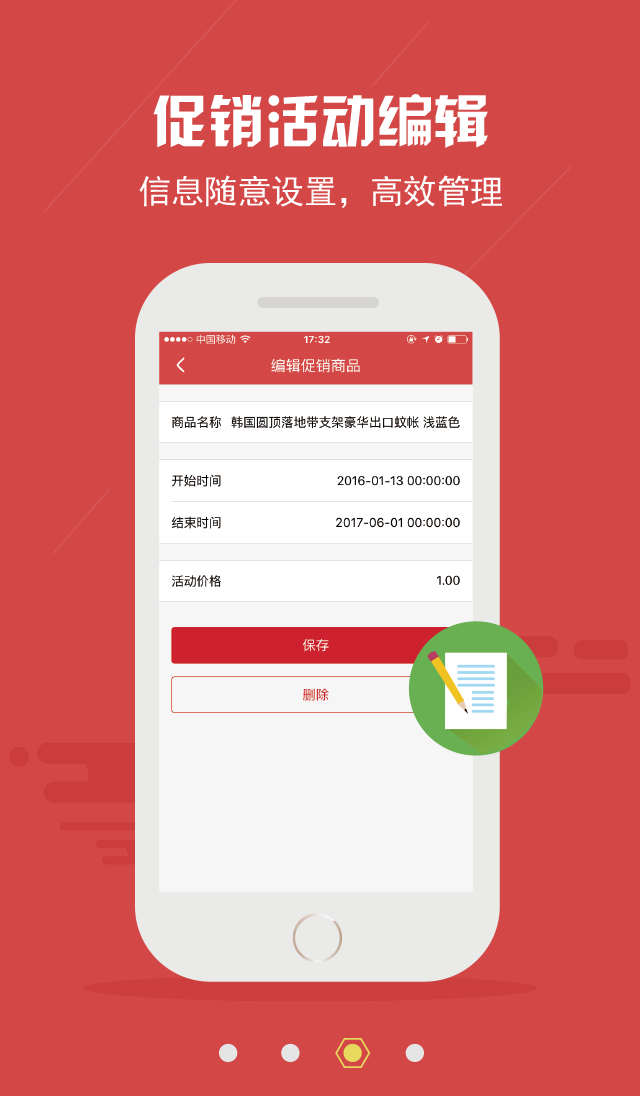 促销活动编辑
信息随意设置，高效管理
中国移动 17:32
编辑促销商品
商品名称 韩国圆顶落地带支架豪华出口蚊帐 浅蓝色
开始时间 2016-01-13 00:00:00
结束时间 2017-06-01 00:00:00
活动价格 1.00
保存
删除